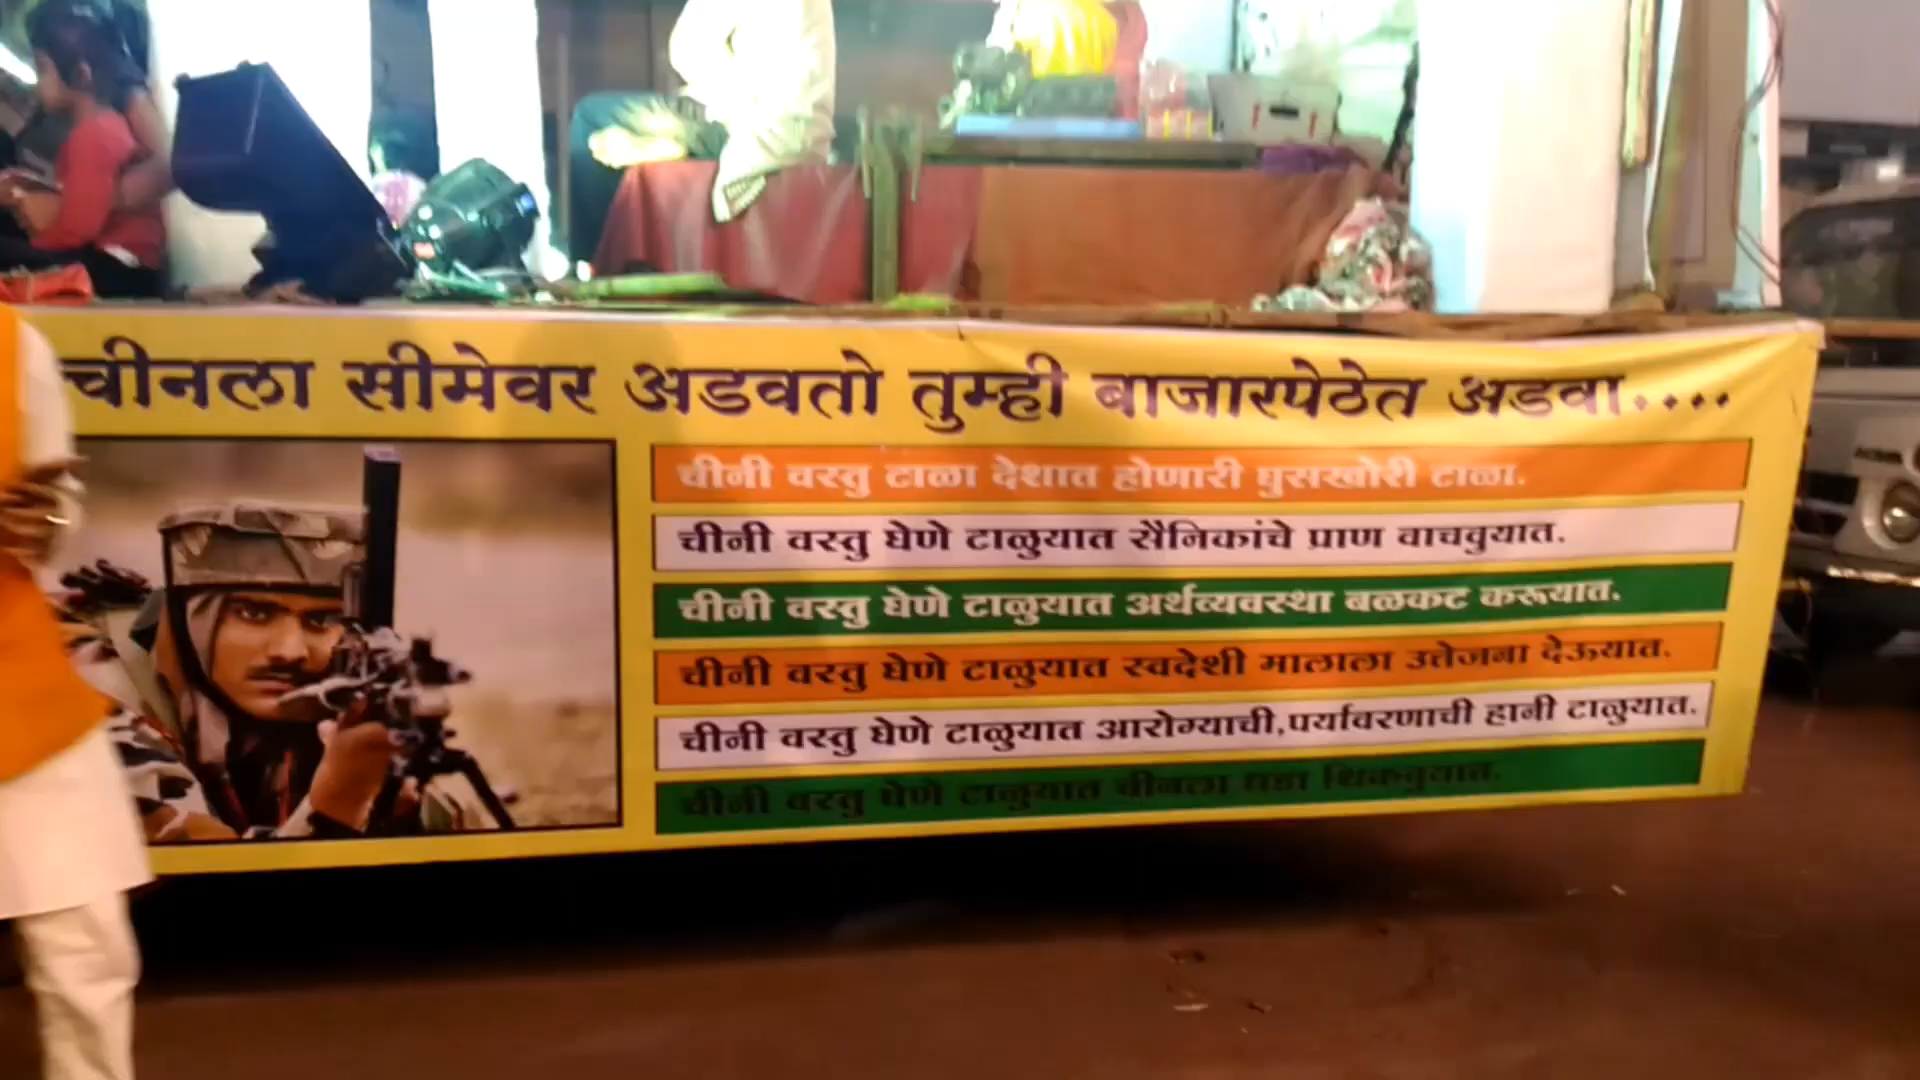 चीनला सीमेवर अडवतो तुम्ही बाजारपेठेत अडवा....
चीनी वस्तु टाळा देशात होणारी घुसखोरी टाळा.
चीनी वस्तु घेणे टाळुयात सैनिकांचे प्राण वाचवुयात.
चीनी वस्तु घेणे टाळुयात अर्थव्यवस्था बळकट करूयात.
चीनी वस्तु घेणे टाळुयात स्वदेशी मालाला उत्तेजना देऊयात.
चीनी वस्तु घेणे टाळुयात आरोग्याची,पर्यावरणाची हानी टाळुयात.
चीनी वस्तु घेणे टाळुयात चीनला धडा शिकवुयात.